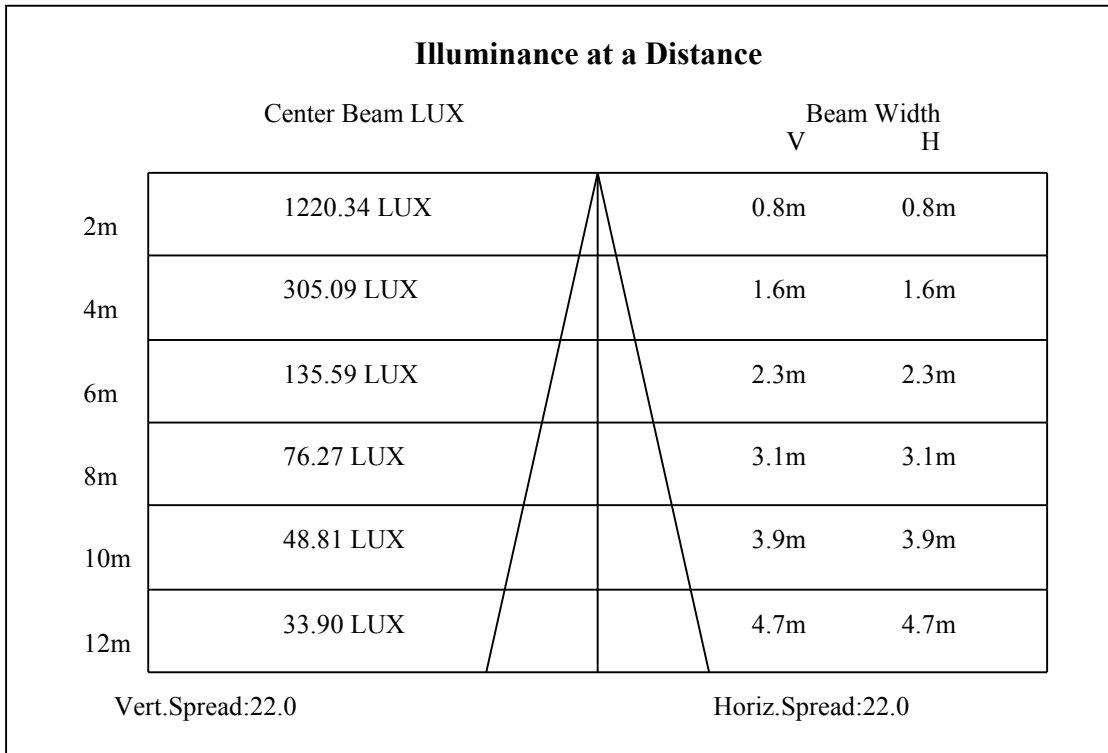 Illuminance at a Distance
Center Beam LUX Beam Width
V H
2m 1220.34 LUX 0.8m 0.8m
4m 305.09 LUX 1.6m 1.6m
6m 135.59 LUX 2.3m 2.3m
8m 76.27 LUX 3.1m 3.1m
10m 48.81 LUX 3.9m 3.9m
12m 33.90 LUX 4.7m 4.7m
Vert.Spread:22.0 Horiz.Spread:22.0